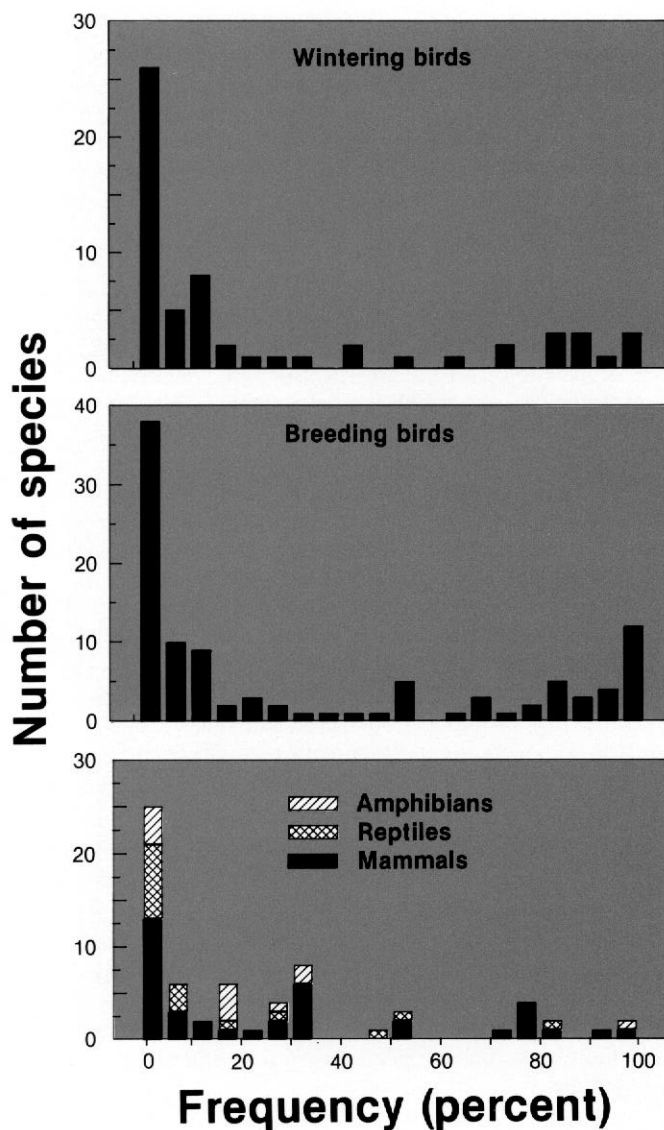 Number of species
30
20
10
0
Wintering birds
40
30
20
10
0
Breeding birds
30
20
10
0
Amphibians
Reptiles
Mammals
0 20 40 60 80 100
Frequency (percent)